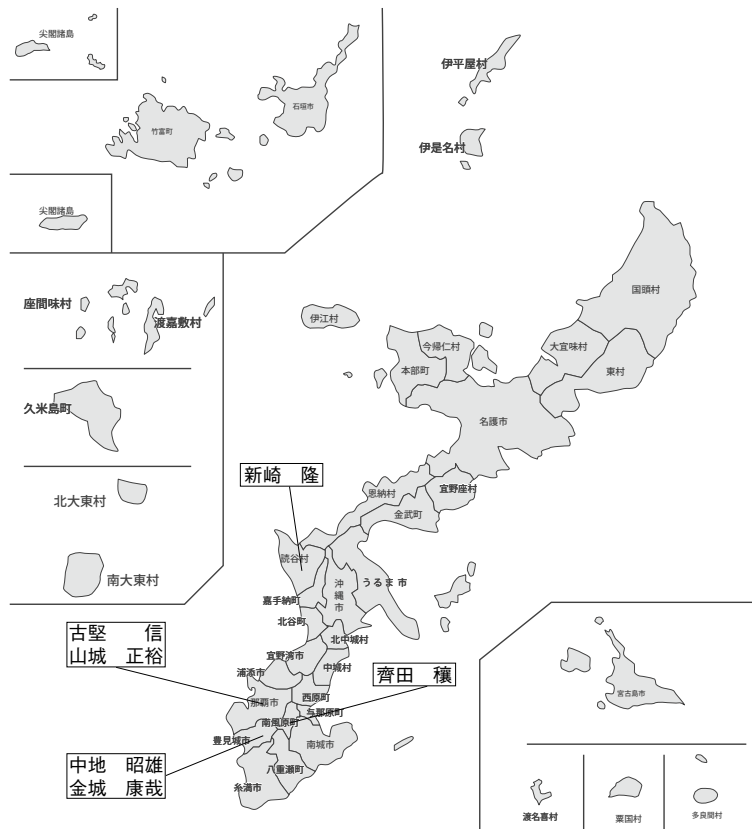 尖閣諸島
石垣市
竹富町
尖閣諸島
伊平屋村
伊是名村
国頭村
座間味村
渡嘉敷村
伊江村
今帰仁村
大宜味村
本部町
東村
久米島町
名護市
新崎 隆
宜野座村
恩納村
北大東村
金武町
読谷村
南大東村
うるま市
沖縄市
嘉手納町
北谷町
古堅 信
山城 正裕
北中城村
宜野湾市
中城村
浦添市
齊田 穰
西原町
那覇市
与那原町
南風原町
豊見城市
南城市
中地 昭雄
金城 康哉
八重瀬町
糸満市
宮古島市
渡名喜村
粟国村
多良間村